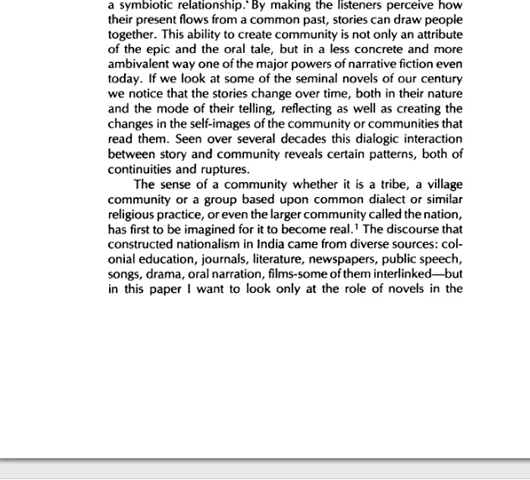 a symbiotic relationship. By making the listeners perceive how
their present flows from a common past, stories can draw people
together. This ability to create community is not only an attribute
of the epic and the oral tale, but in a less concrete and more
ambivalent way one of the major powers of narrative fiction even
today. If we look at some of the seminal novels of our century
we notice that the stories change over time, both in their nature
and the mode of their telling, reflecting as well as creating the
changes in the self-images of the community or communities that
read them. Seen over several decades this dialogic interaction
between story and community reveals certain patterns, both of
continuities and ruptures.
The sense of a community whether it is a tribe, a village
community or a group based upon common dialect or similar
religious practice, or even the larger community called the nation,
has first to be imagined for it to become real.¹ The discourse that
constructed nationalism in India came from diverse sources: col-
onial education, journals, literature, newspapers, public speech,
songs, drama, oral narration, films-some of them interlinked—but
in this paper I want to look only at the role of novels in the